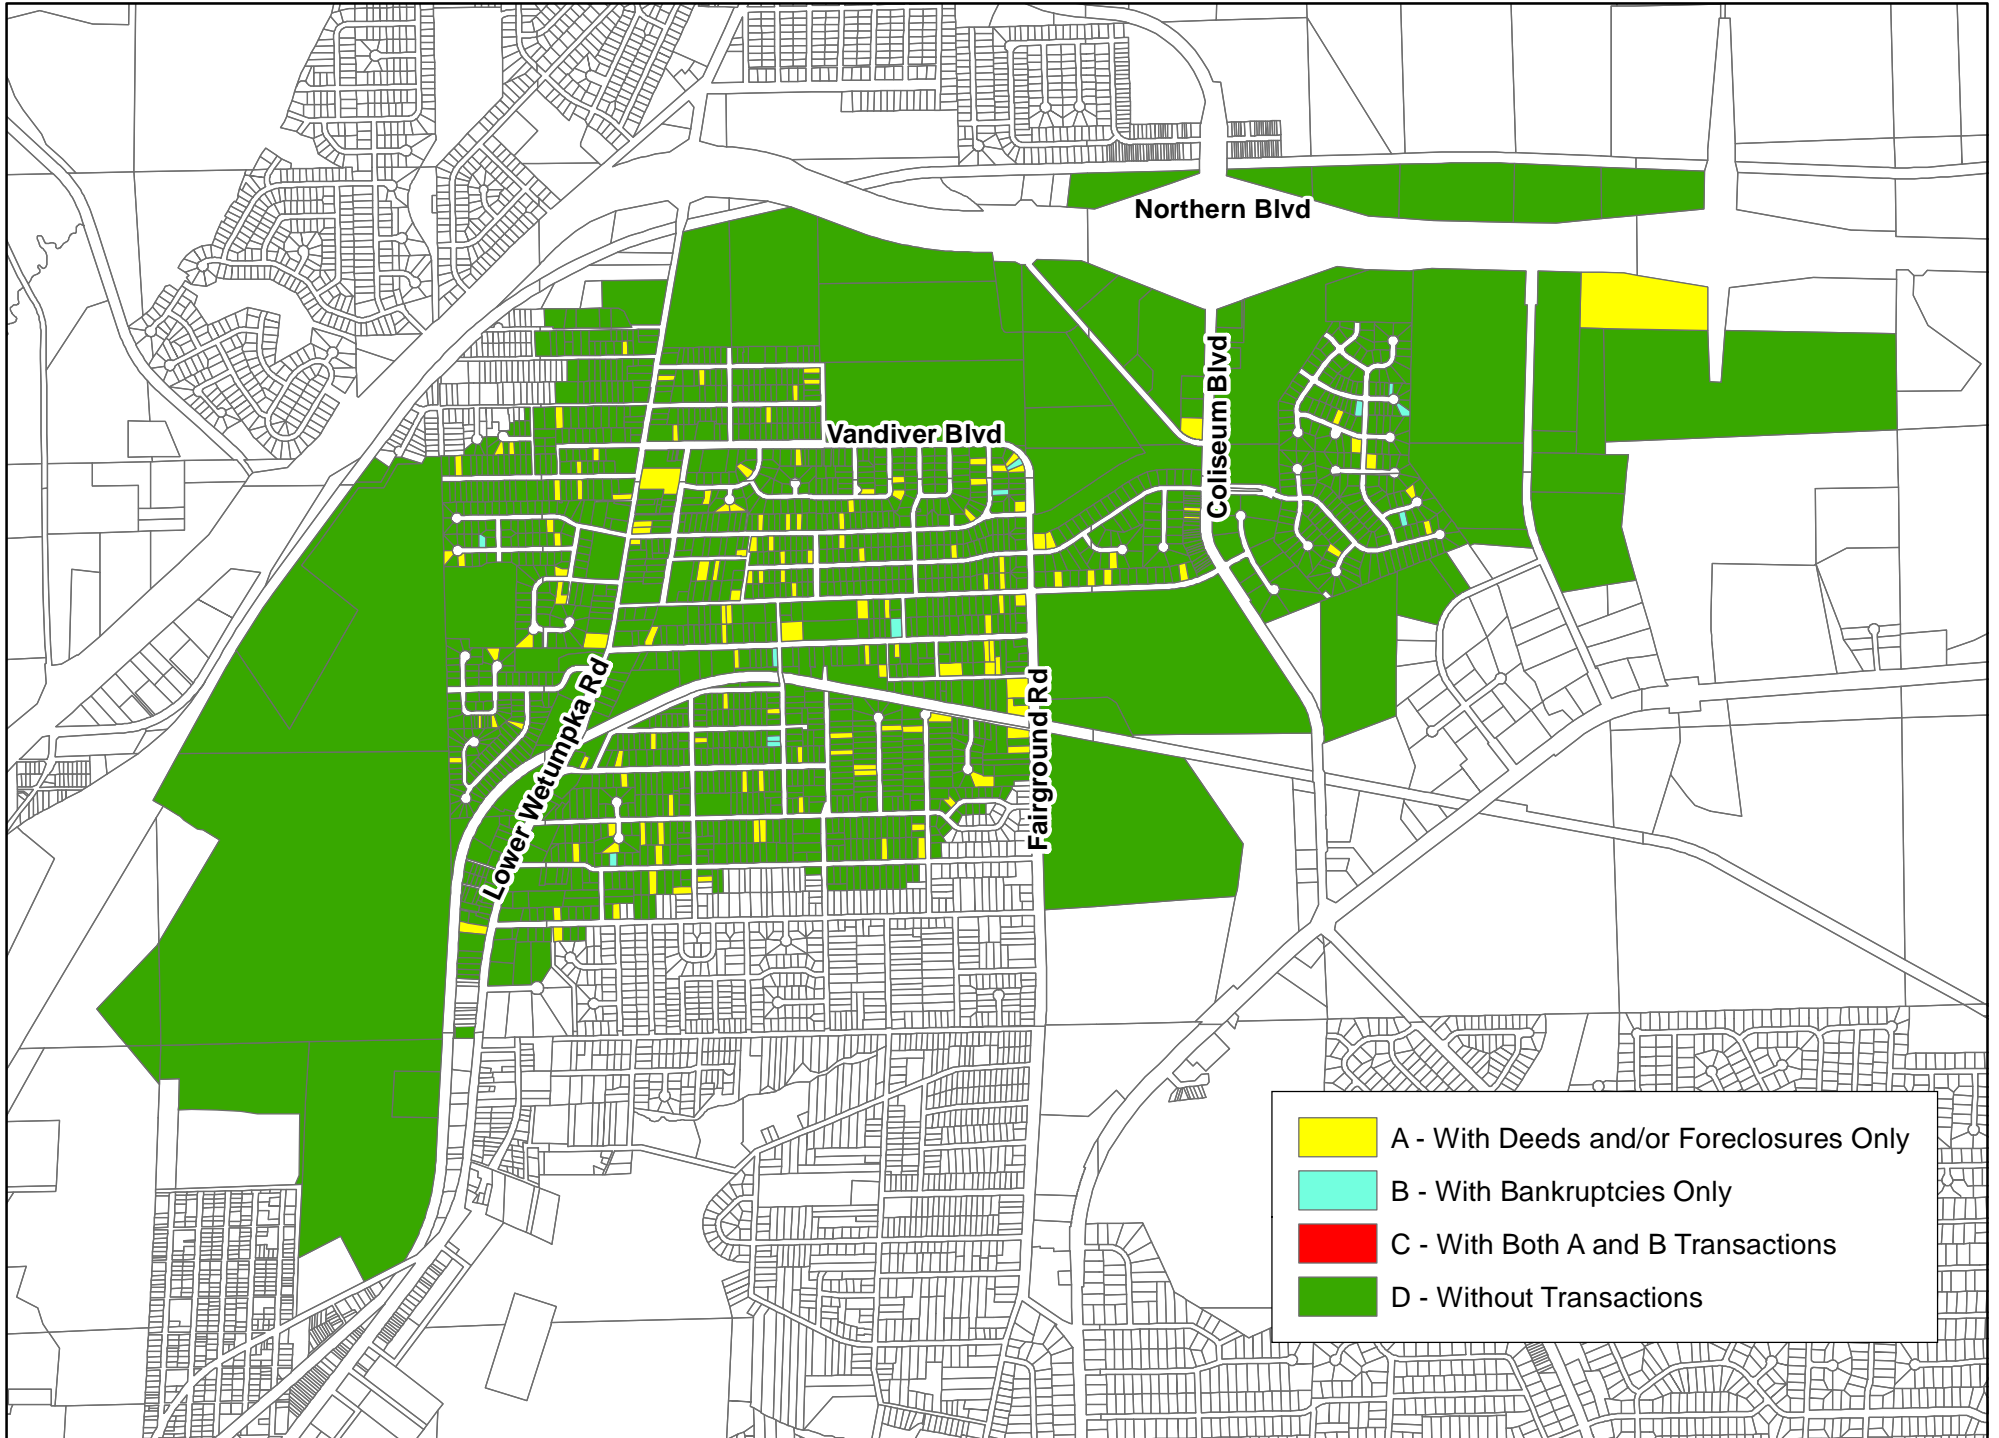 Northern Blvd
Coliseum Blvd
Vandiver Blvd
Lower Wetumpka Rd
Fairground Rd
A - With Deeds and/or Foreclosures Only
B - With Bankruptcies Only
C - With Both A and B Transactions
D - Without Transactions